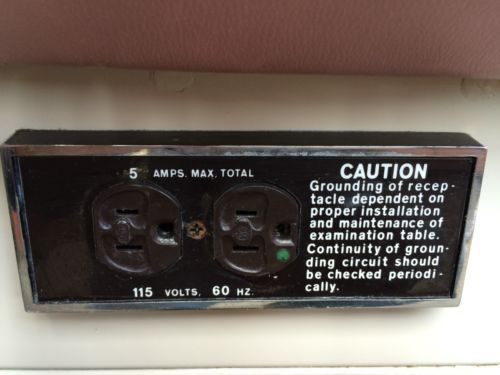 5 AMPS. MAX. TOTAL
115 VOLTS, 60 HZ.
CAUTION
Grounding of recep-
tacle dependent on
proper installation
and maintenance of
examination table.
Continuity of groun-
ding circuit should
be checked periodi-
cally.